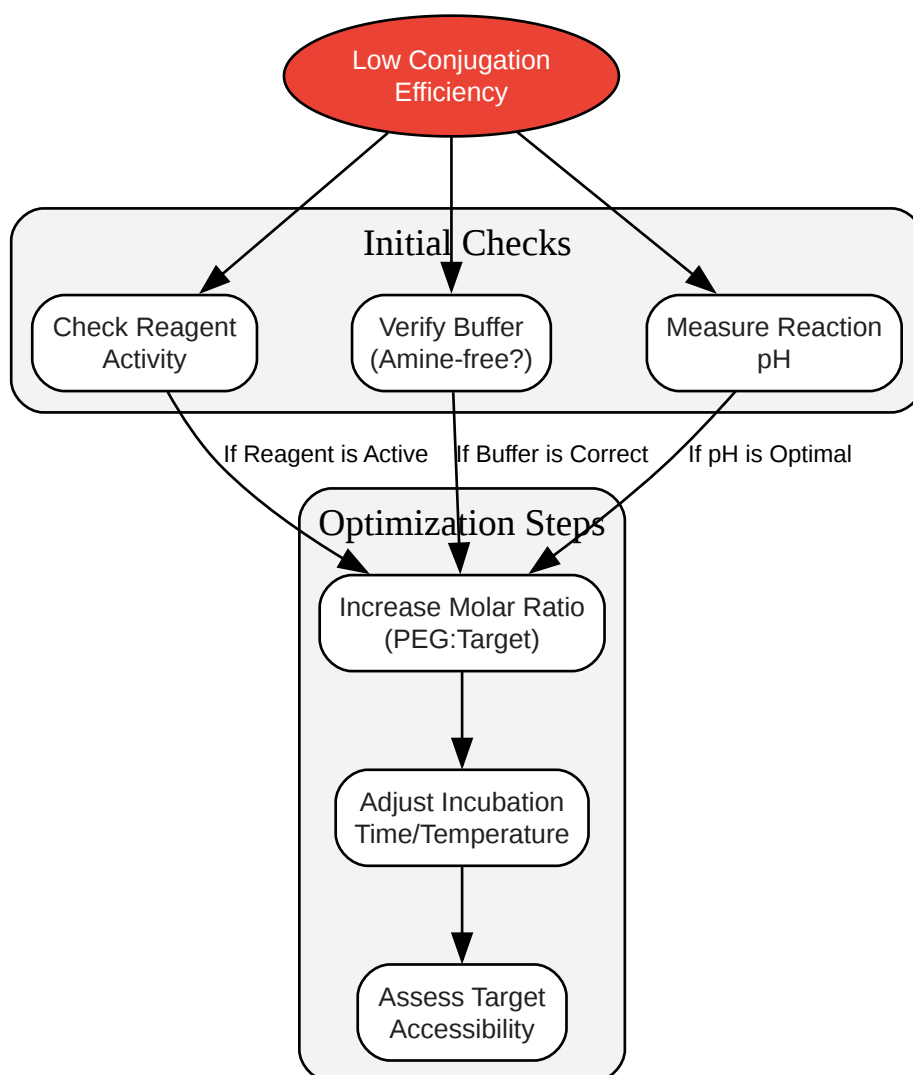 Low Conjugation
Efficiency
Initial Checks
Check Reagent
Activity
Verify Buffer
(Amine-free?)
Measure Reaction
pH
If Reagent is Active
If Buffer is Correct
If pH is Optimal
Optimization Steps
Increase Molar Ratio
(PEG:Target)
Adjust Incubation
Time/Temperature
Assess Target
Accessibility